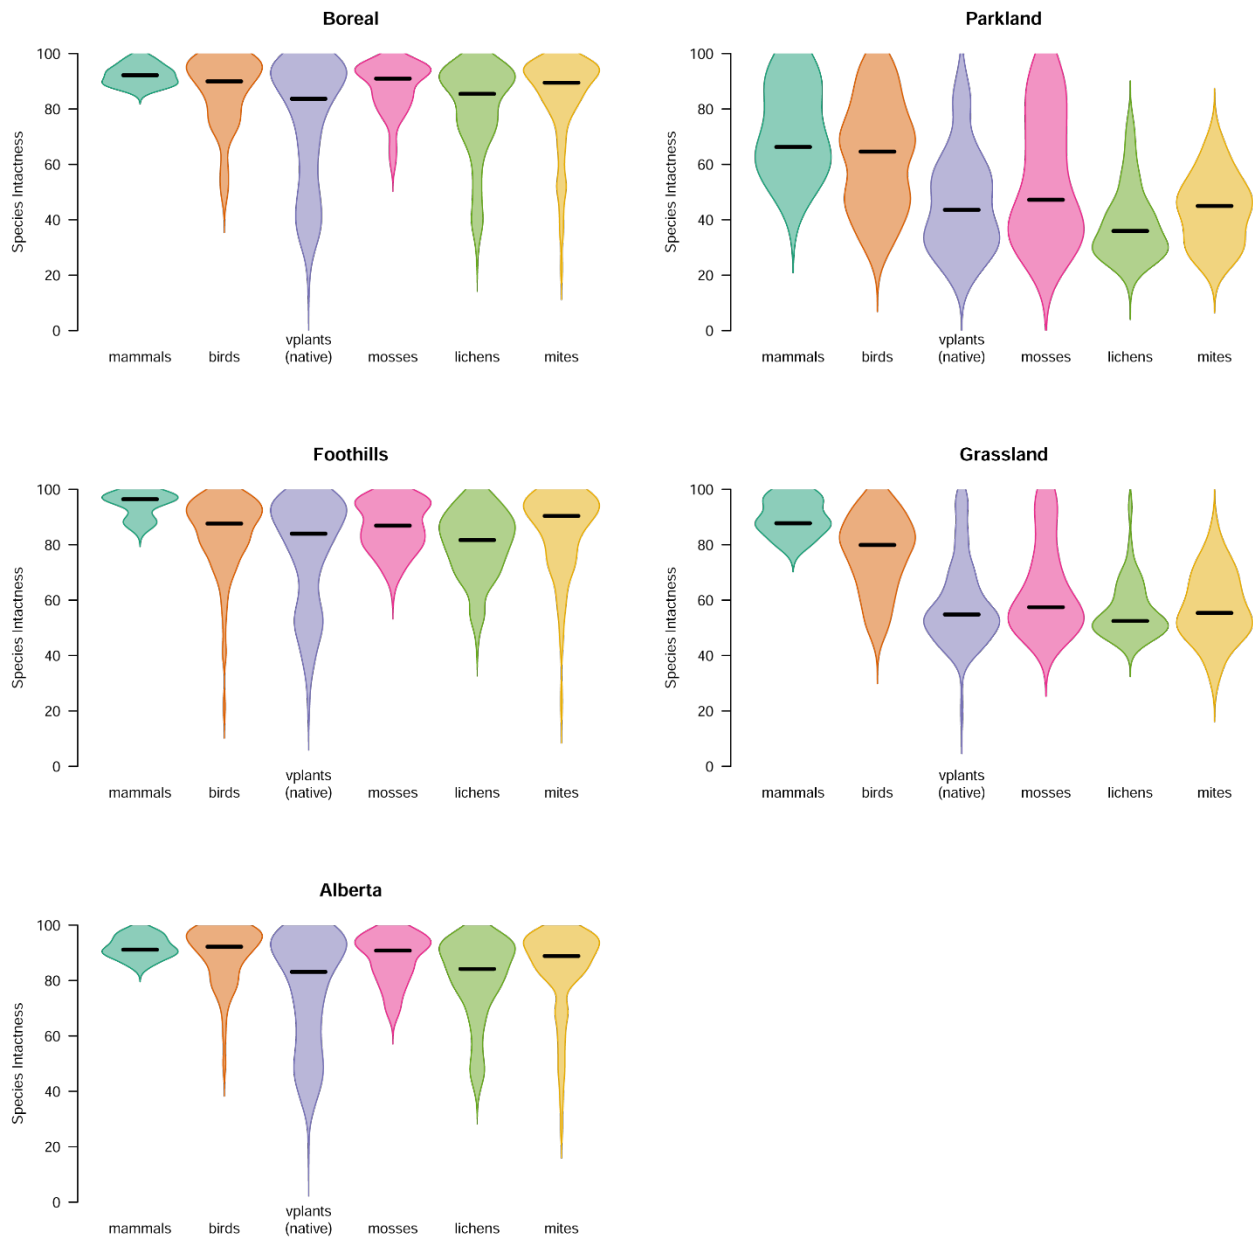 Boreal
Species Intactness
100
80
60
40
20
0
mammals
birds
vplants
(native)
mosses
lichens
mites
Parkland
Species Intactness
100
80
60
40
20
0
mammals
birds
vplants
(native)
mosses
lichens
mites
Foothills
Species Intactness
100
80
60
40
20
0
mammals
birds
vplants
(native)
mosses
lichens
mites
Grassland
Species Intactness
100
80
60
40
20
0
mammals
birds
vplants
(native)
mosses
lichens
mites
Alberta
Species Intactness
100
80
60
40
20
0
mammals
birds
vplants
(native)
mosses
lichens
mites